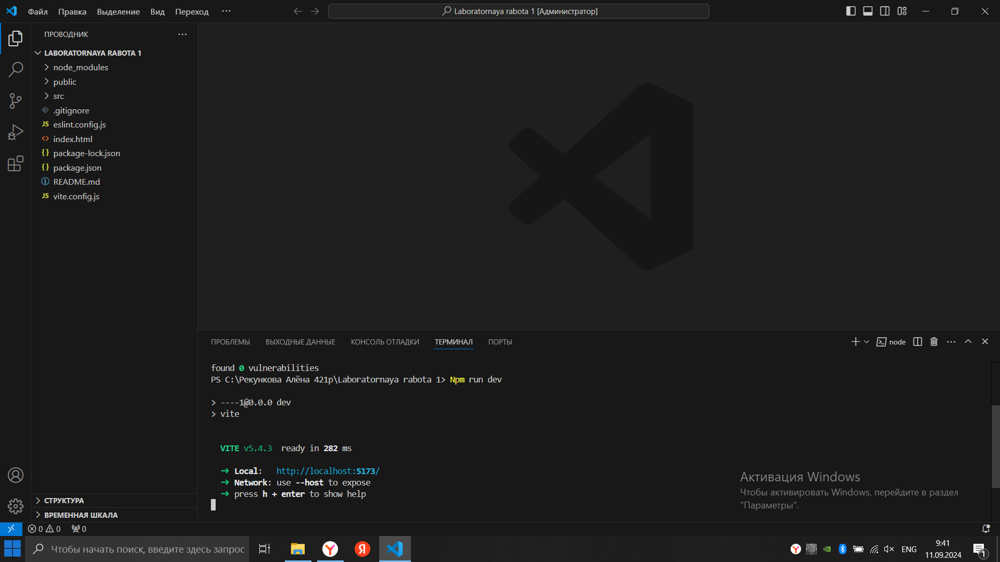 Файл Правка Выделение Вид Переход ···
Laboratornaya rabota 1 [Администратор]
ПРОВОДНИК
LABORATORNAYA RABOTA 1
node_modules
public
src
.gitignore
JS eslint.config.js
<> index.html
{} package-lock.json
{} package.json
README.md
JS vite.config.js
СТРУКТУРА
ВРЕМЕННАЯ ШКАЛА
ПРОБЛЕМЫ ВЫХОДНЫЕ ДАННЫЕ КОНСОЛЬ ОТЛАДКИ ТЕРМИНАЛ ПОРТЫ
node
found 0 vulnerabilities
PS C:\Рекункова Алёна 421р\Laboratornaya rabota 1> Npm run dev
> ----1@0.0.0 dev
> vite
VITE v5.4.3 ready in 282 ms
➜ Local: http://localhost:5173/
➜ Network: use --host to expose
➜ press h + enter to show help
Активация Windows
Чтобы активировать Windows, перейдите в раздел
"Параметры".
0 0 0
Чтобы начать поиск, введите здесь запрос
Y
Я
Y
ENG
9:41
11.09.2024
1